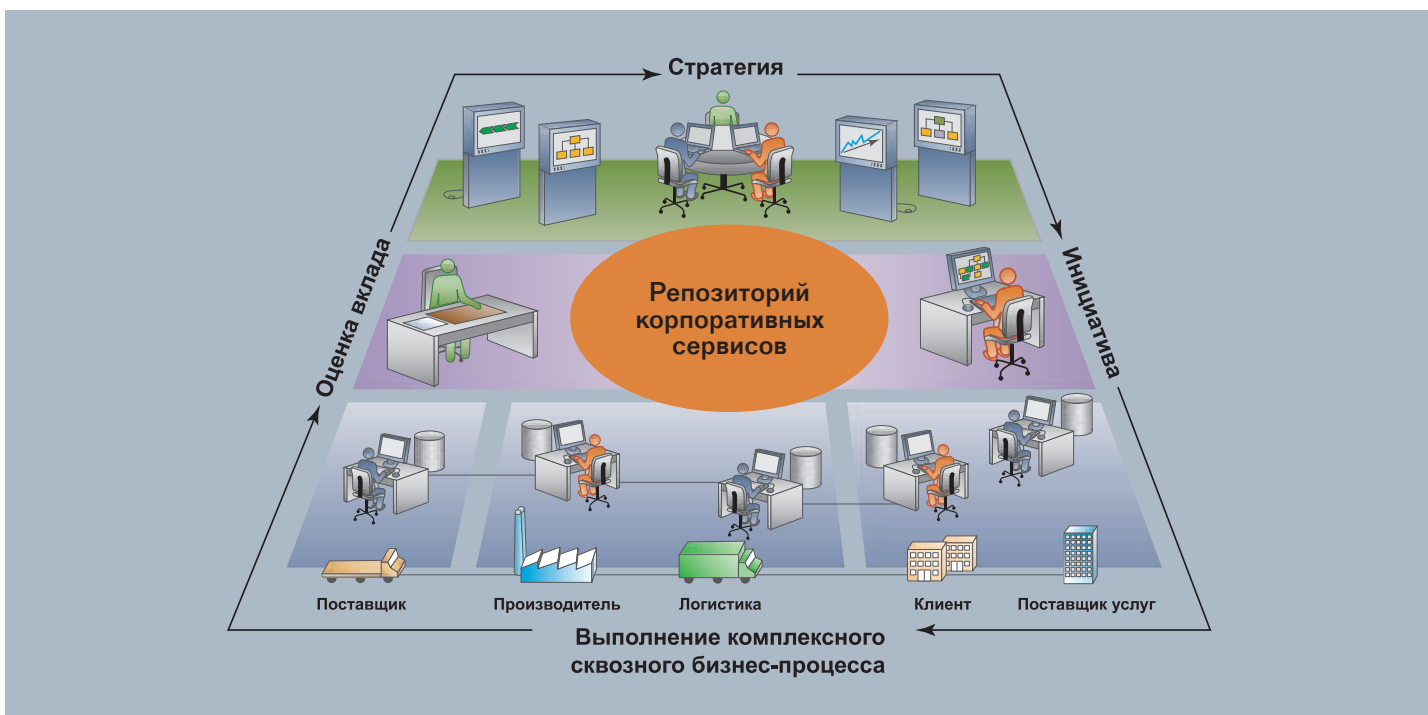 Стратегия
Оценка вклада
Инициатива
Репозиторий
корпоративных
сервисов
Поставщик
Производитель
Логистика
Клиент
Поставщик услуг
Выполнение комплексного
сквозного бизнес-процесса